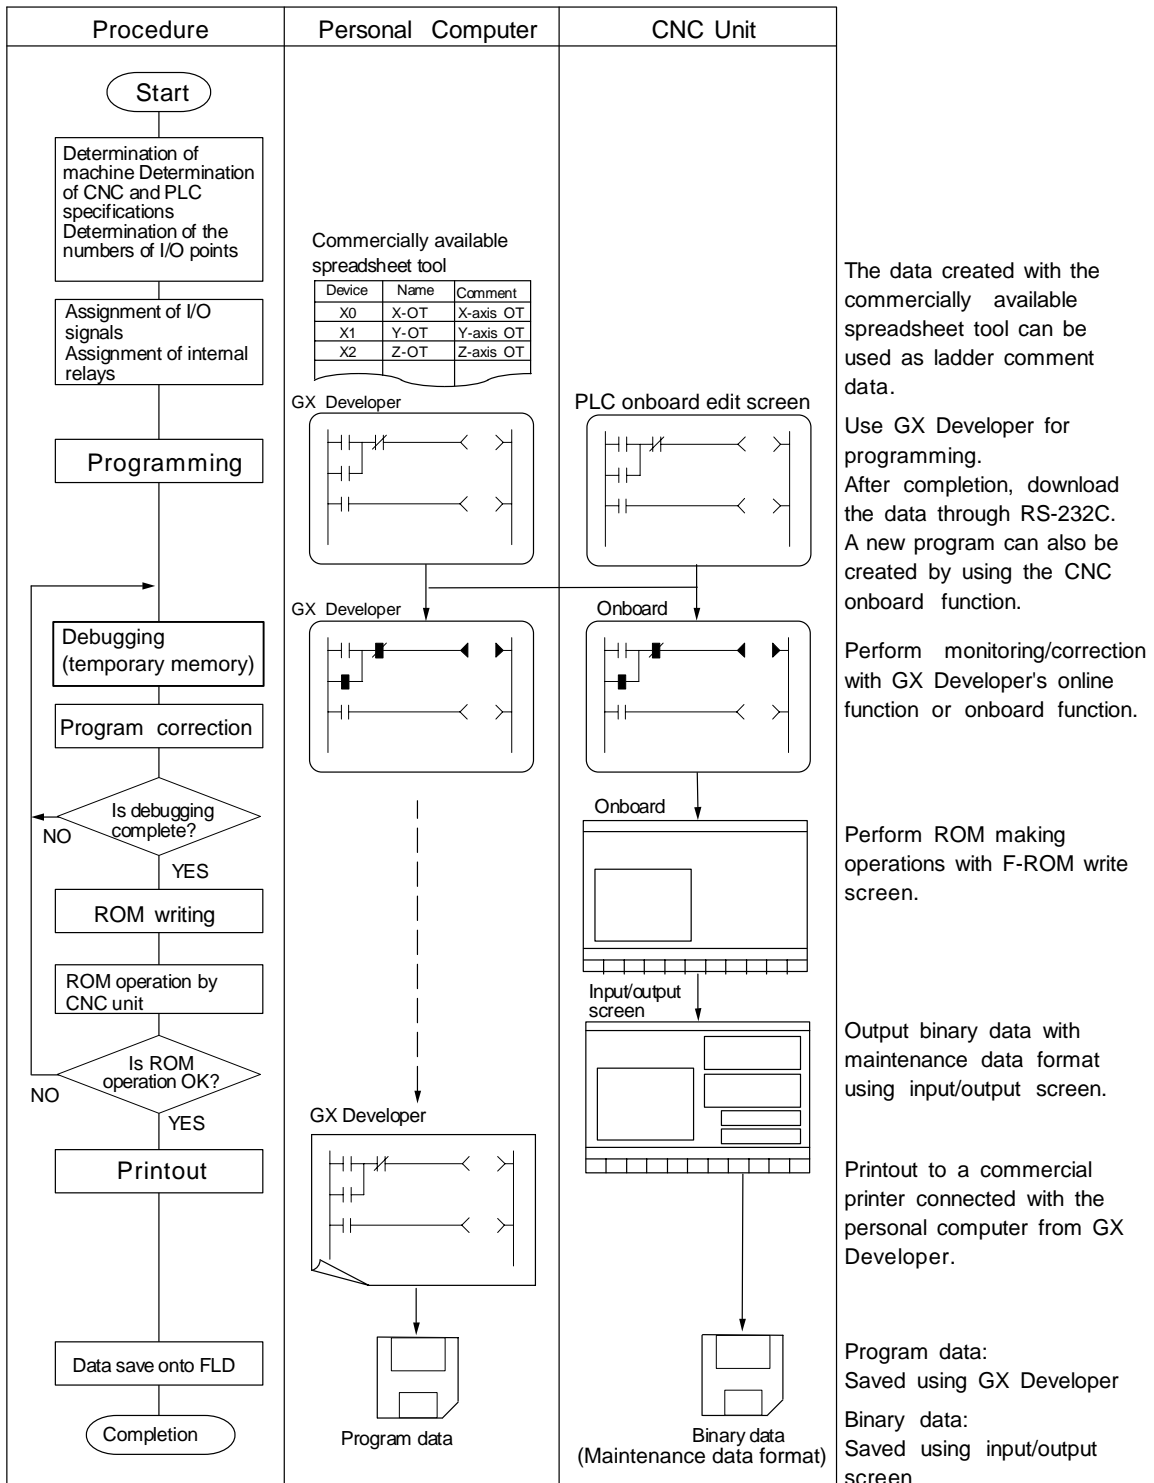 Procedure
Personal Computer
CNC Unit
Start
Determination of
machine Determination
of CNC and PLC
specifications
Determination of the
numbers of I/O points
Assignment of I/O
signals
Assignment of internal
relays
Programming
Debugging
(temporary memory)
Program correction
Is debugging
complete?
NO
YES
ROM writing
ROM operation by
CNC unit
Is ROM
operation OK?
NO
YES
Printout
Data save onto FLD
Completion
Commercially available
spreadsheet tool
Device Name Comment
X0 X-OT X-axis OT
X1 Y-OT Y-axis OT
X2 Z-OT Z-axis OT
GX Developer
GX Developer
GX Developer
Program data
PLC onboard edit screen
Onboard
Onboard
Input/output
screen
Binary data
(Maintenance data format)
The data created with the
commercially available
spreadsheet tool can be
used as ladder comment
data.
Use GX Developer for
programming.
After completion, download
the data through RS-232C.
A new program can also be
created by using the CNC
onboard function.
Perform monitoring/correction
with GX Developer's online
function or onboard function.
Perform ROM making
operations with F-ROM write
screen.
Output binary data with
maintenance data format
using input/output screen.
Printout to a commercial
printer connected with the
personal computer from GX
Developer.
Program data:
Saved using GX Developer
Binary data:
Saved using input/output
screen